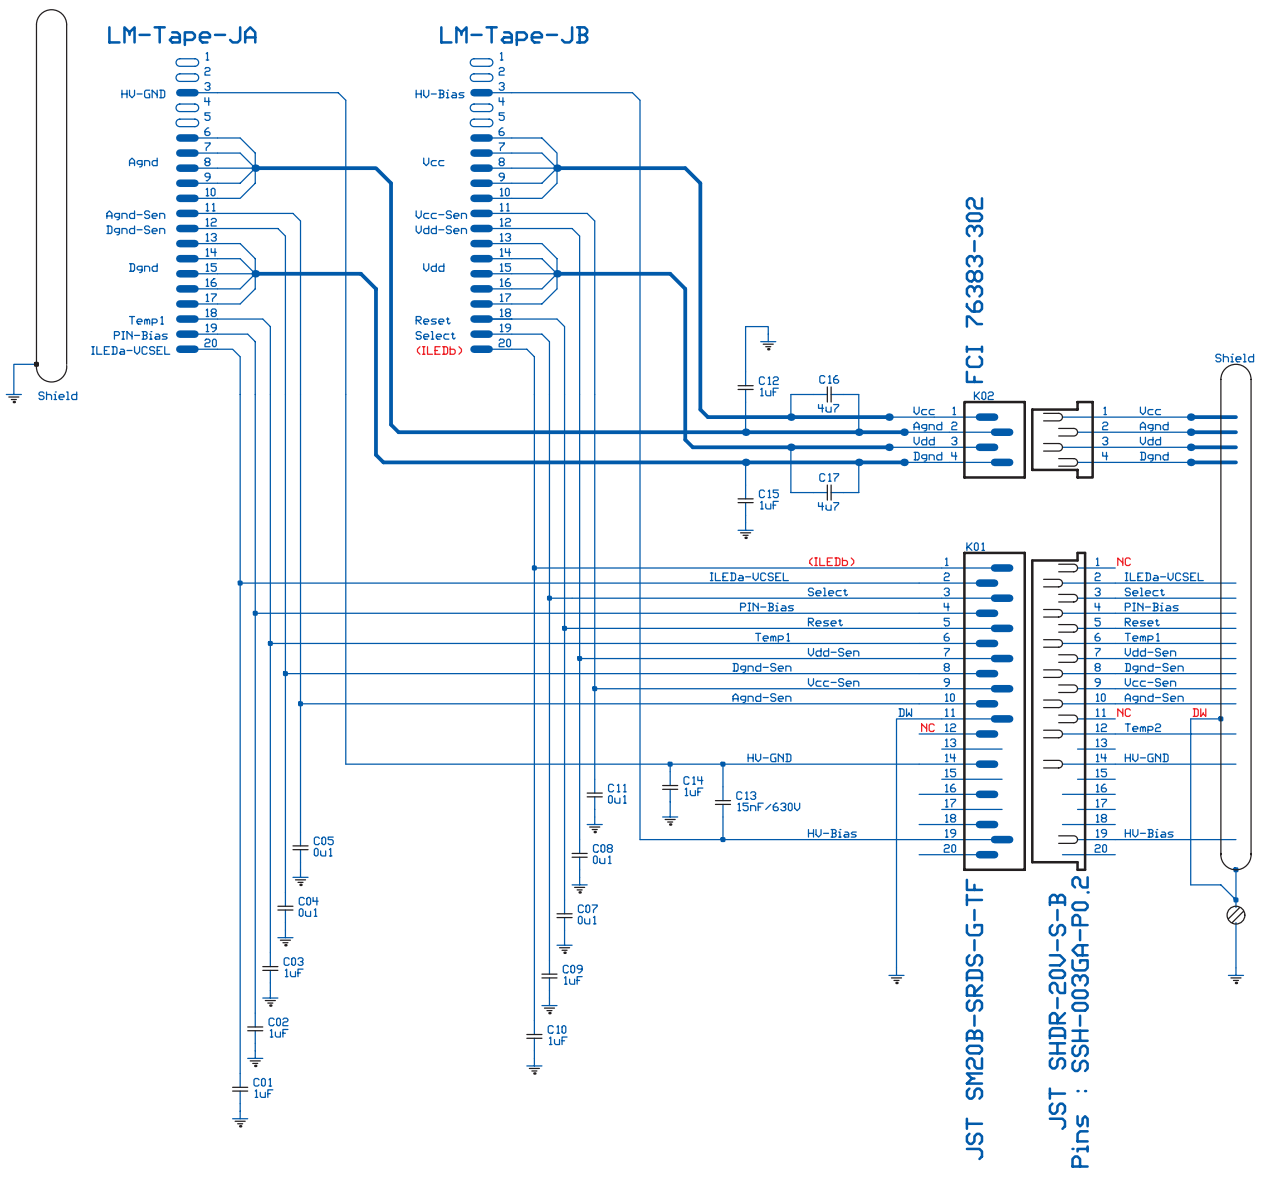 LM-Tape-JA
1
2
HV-GND 3
4
5
6
7
Agnd 8
9
10
Agnd-Sen 11
Dgnd-Sen 12
13
14
Dgnd 15
16
17
Temp1 18
PIN-Bias 19
ILEDa-VCSEL 20
Shield
LM-Tape-JB
1
2
HV-Bias 3
4
5
6
7
Vcc 8
9
10
Vcc-Sen 11
Vdd-Sen 12
13
14
Vdd 15
16
17
Reset 18
Select 19
(ILEDb) 20
C12
1uF
C16
4u7
C17
4u7
C15
1uF
FCI 76383-302
K02
Vcc 1
Agnd 2
Vdd 3
Dgnd 4
1 Vcc
2 Agnd
3 Vdd
4 Dgnd
Shield
K01
(ILEDb) 1
ILEDa-VCSEL 2
Select 3
PIN-Bias 4
Reset 5
Temp1 6
Vdd-Sen 7
Dgnd-Sen 8
Vcc-Sen 9
Agnd-Sen 10
DW 11
NC 12
13
HV-GND 14
15
16
17
18
HV-Bias 19
20
1 NC
2 ILEDa-VCSEL
3 Select
4 PIN-Bias
5 Reset
6 Temp1
7 Vdd-Sen
8 Dgnd-Sen
9 Vcc-Sen
10 Agnd-Sen
11 NC DW
12 Temp2
13
14 HV-GND
15
16
17
18
19 HV-Bias
20
C14
1uF
C13
15nF/630V
C11
0u1
C05
0u1
C08
0u1
C04
0u1
C07
0u1
C03
1uF
C09
1uF
C02
1uF
C10
1uF
C01
1uF
JST SM20B-SRDS-G-TF
JST SHDR-20V-S-B
Pins : SSH-003GA-P0.2